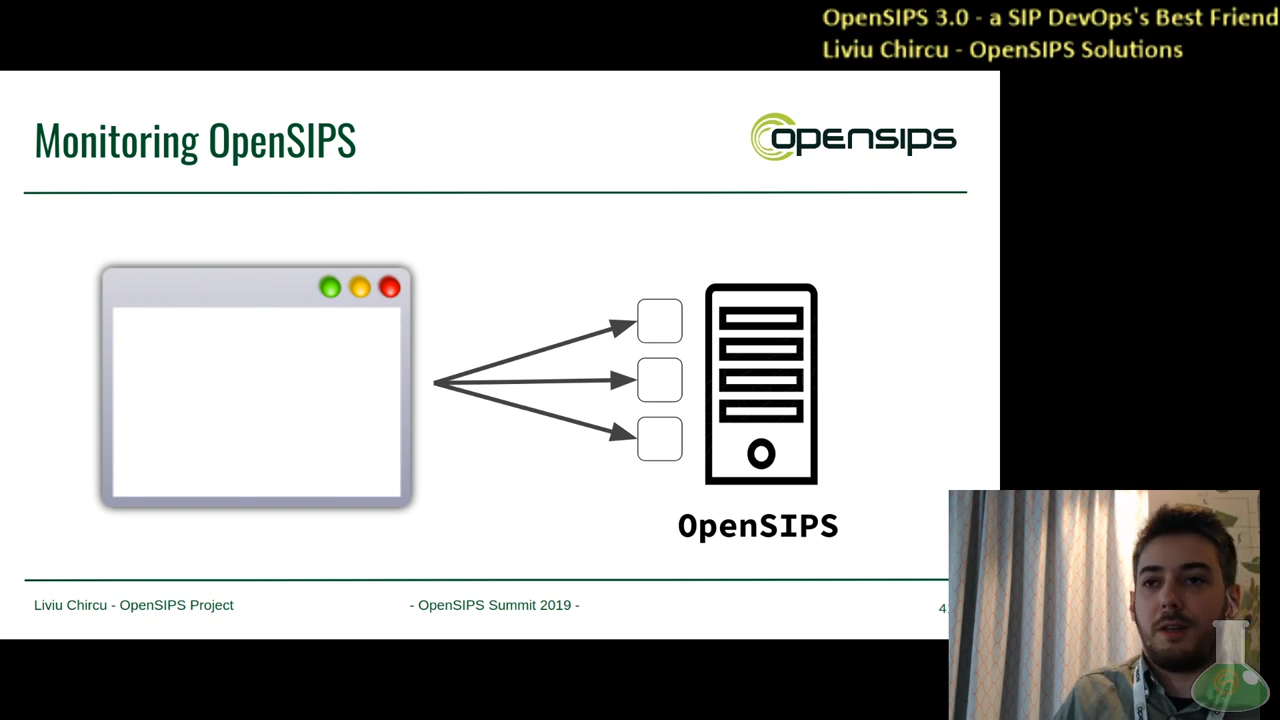 OpenSIPS 3.0 - a SIP DevOps's Best Friend
Liviu Chircu - OpenSIPS Solutions
Monitoring OpenSIPS
opensips
OpenSIPS
Liviu Chircu - OpenSIPS Project
- OpenSIPS Summit 2019 -